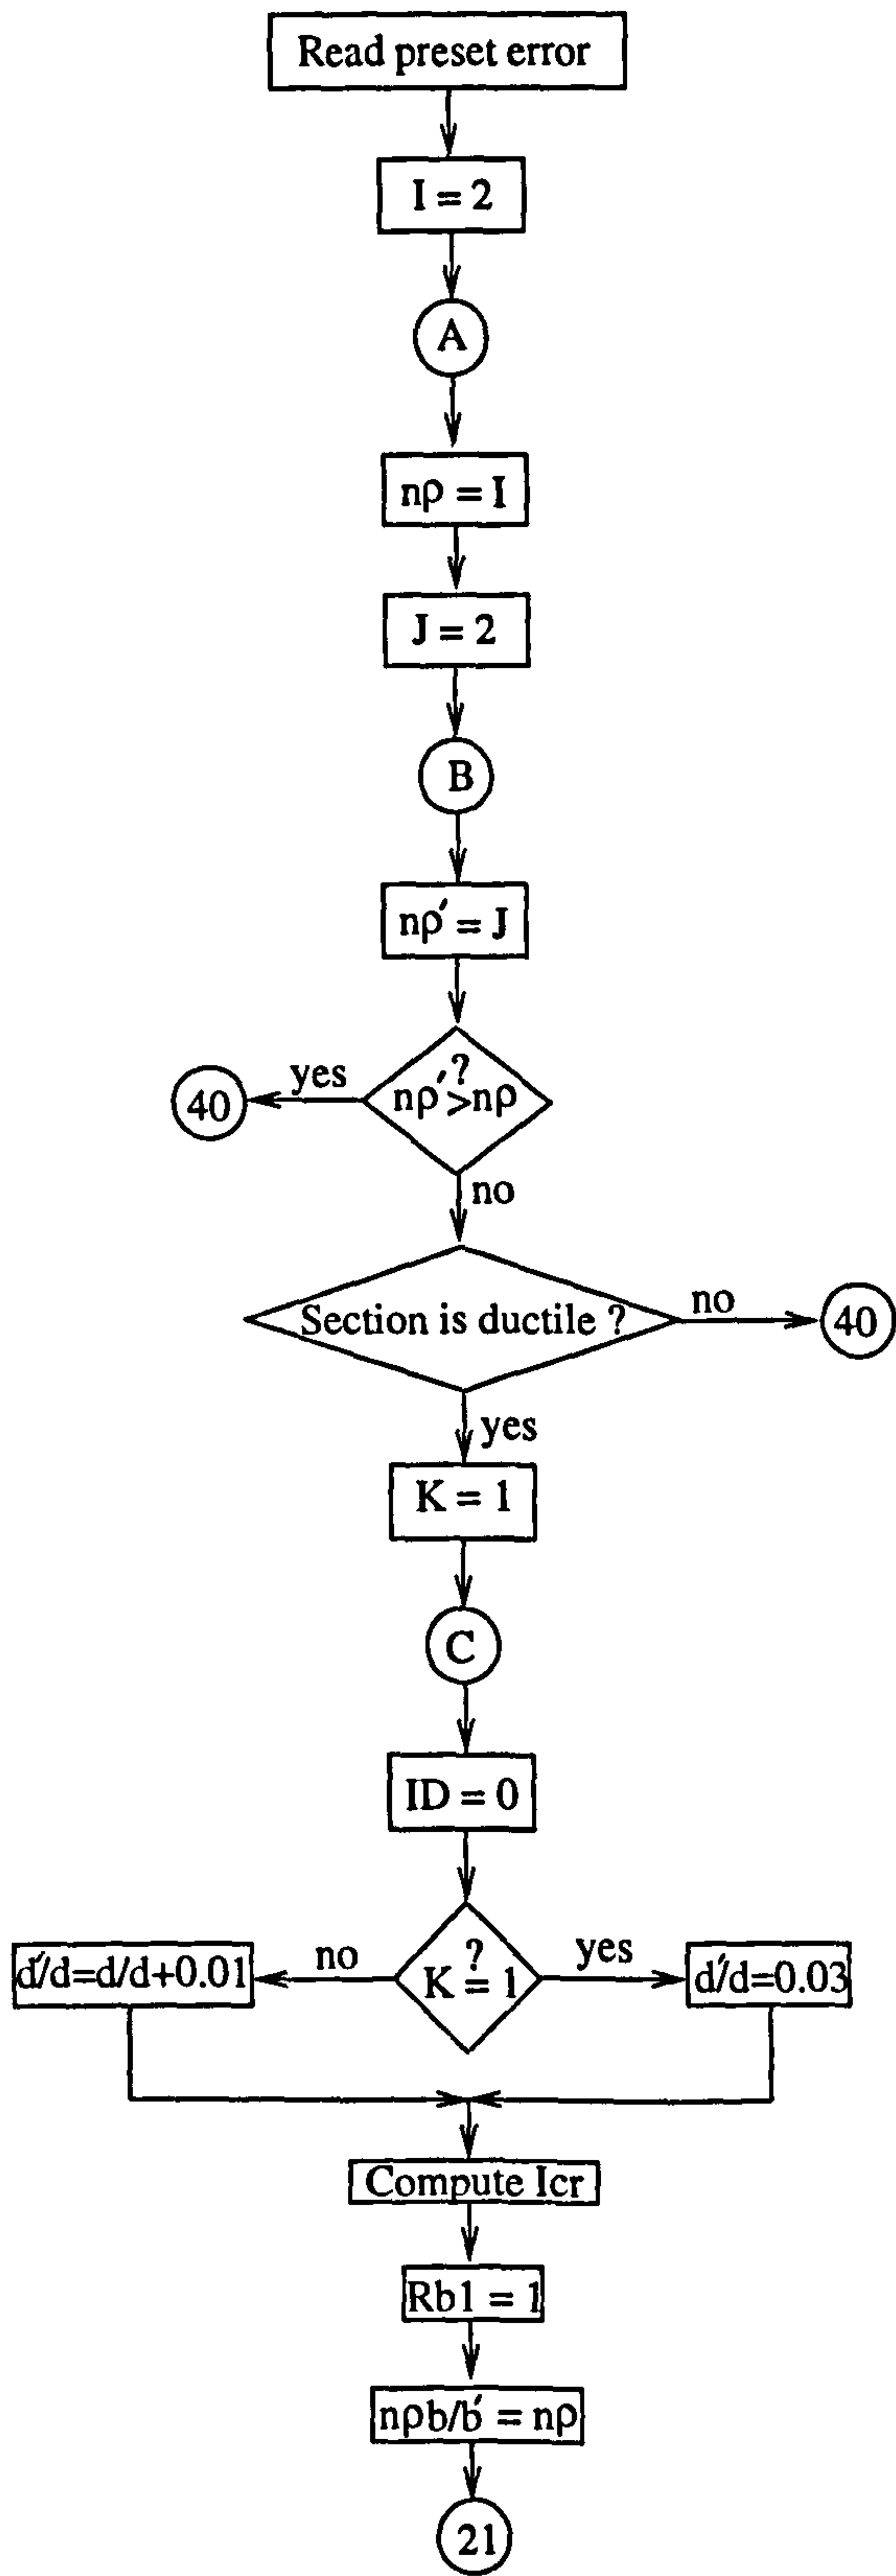 Read preset error
I = 2
A
nρ = I
J = 2
B
nρ′ = J
?
nρ′>nρ
yes
40
no
Section is ductile ?
no
40
yes
K = 1
C
ID = 0
?
K = 1
no
yes
d′/d=d/d+0.01
d′/d=0.03
Compute Icr
Rb1 = 1
nρb/b′ = nρ
21